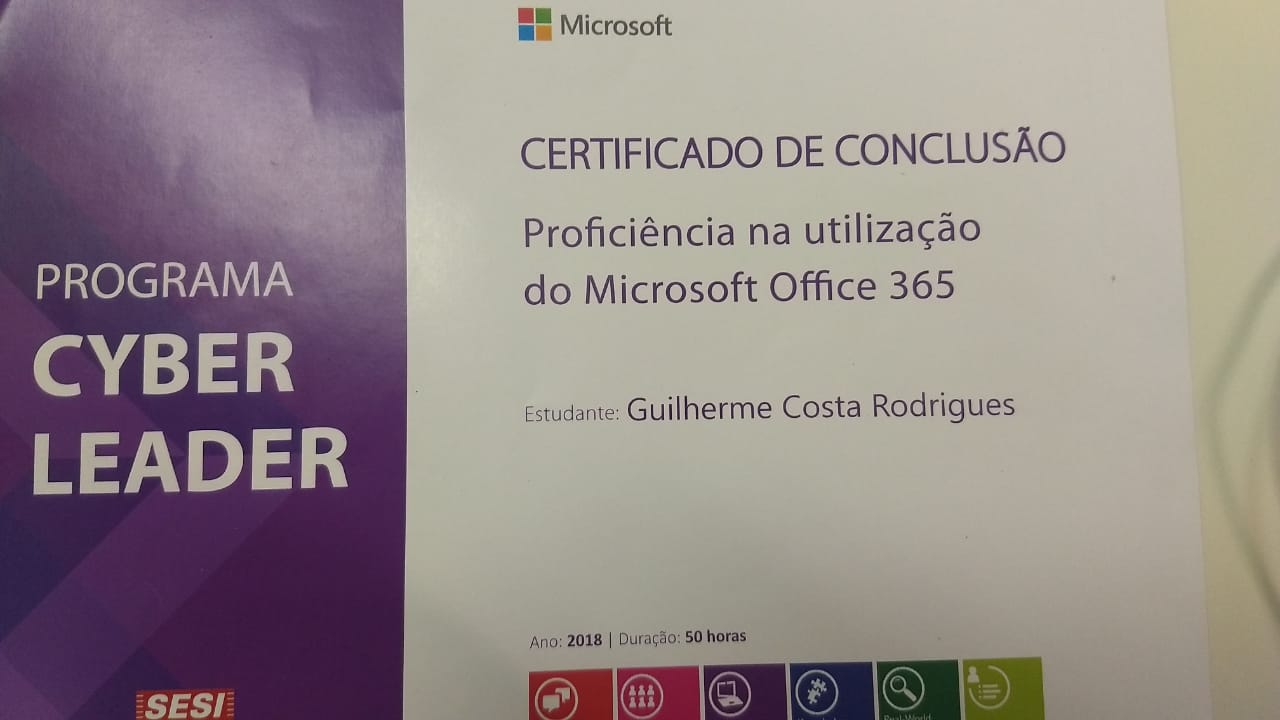 Microsoft
CERTIFICADO DE CONCLUSÃO
Proficiência na utilização
do Microsoft Office 365
PROGRAMA
CYBER
LEADER
Estudante: Guilherme Costa Rodrigues
Ano: 2018 | Duração: 50 horas
SESI
Real-World